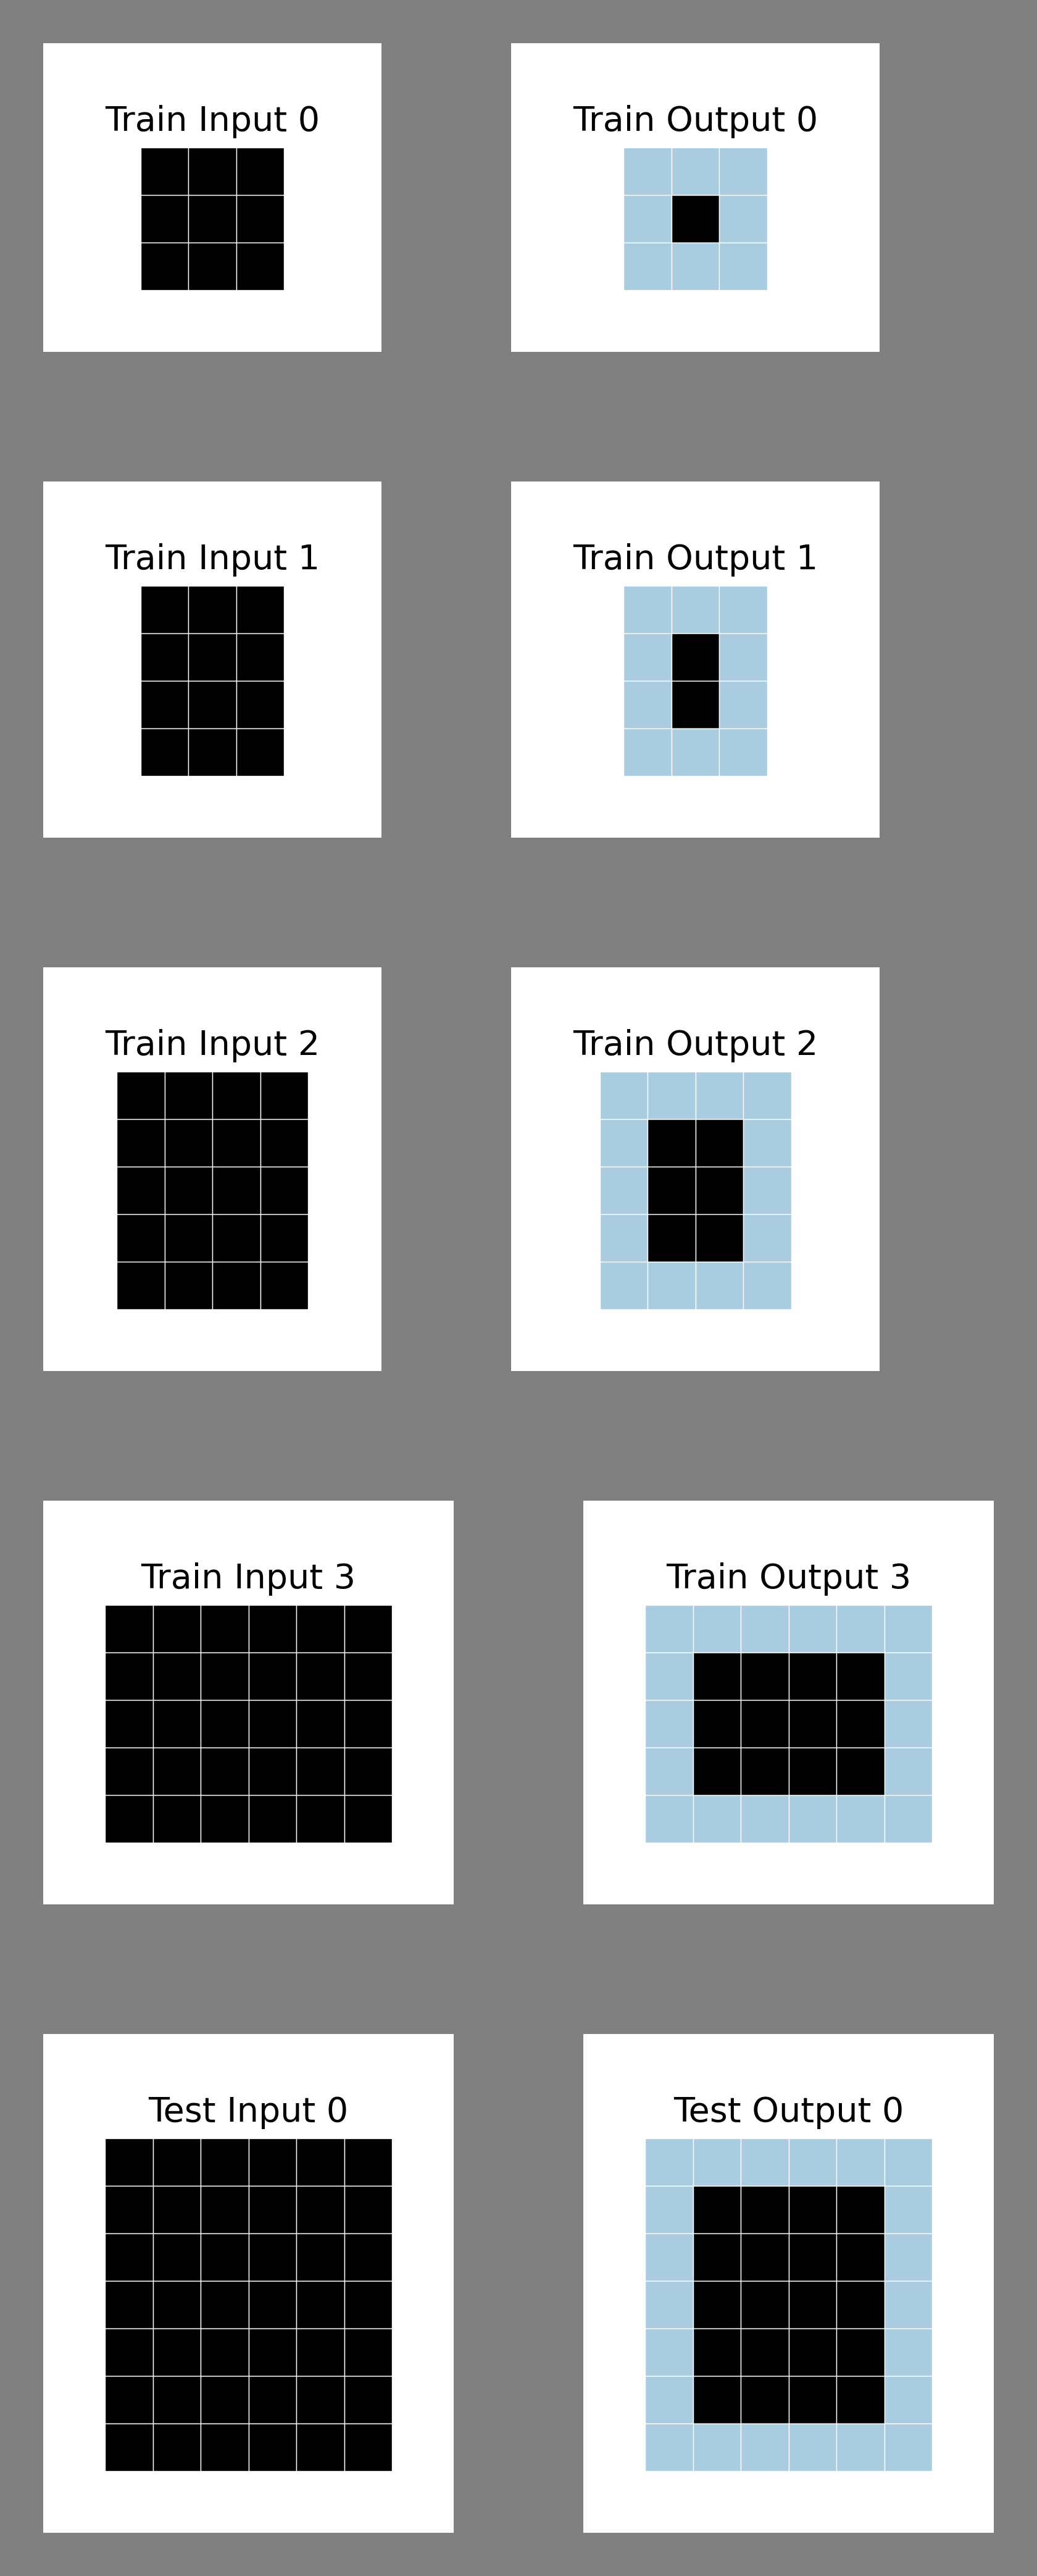 Train Input 0
Train Output 0
Train Input 1
Train Output 1
Train Input 2
Train Output 2
Train Input 3
Train Output 3
Test Input 0
Test Output 0